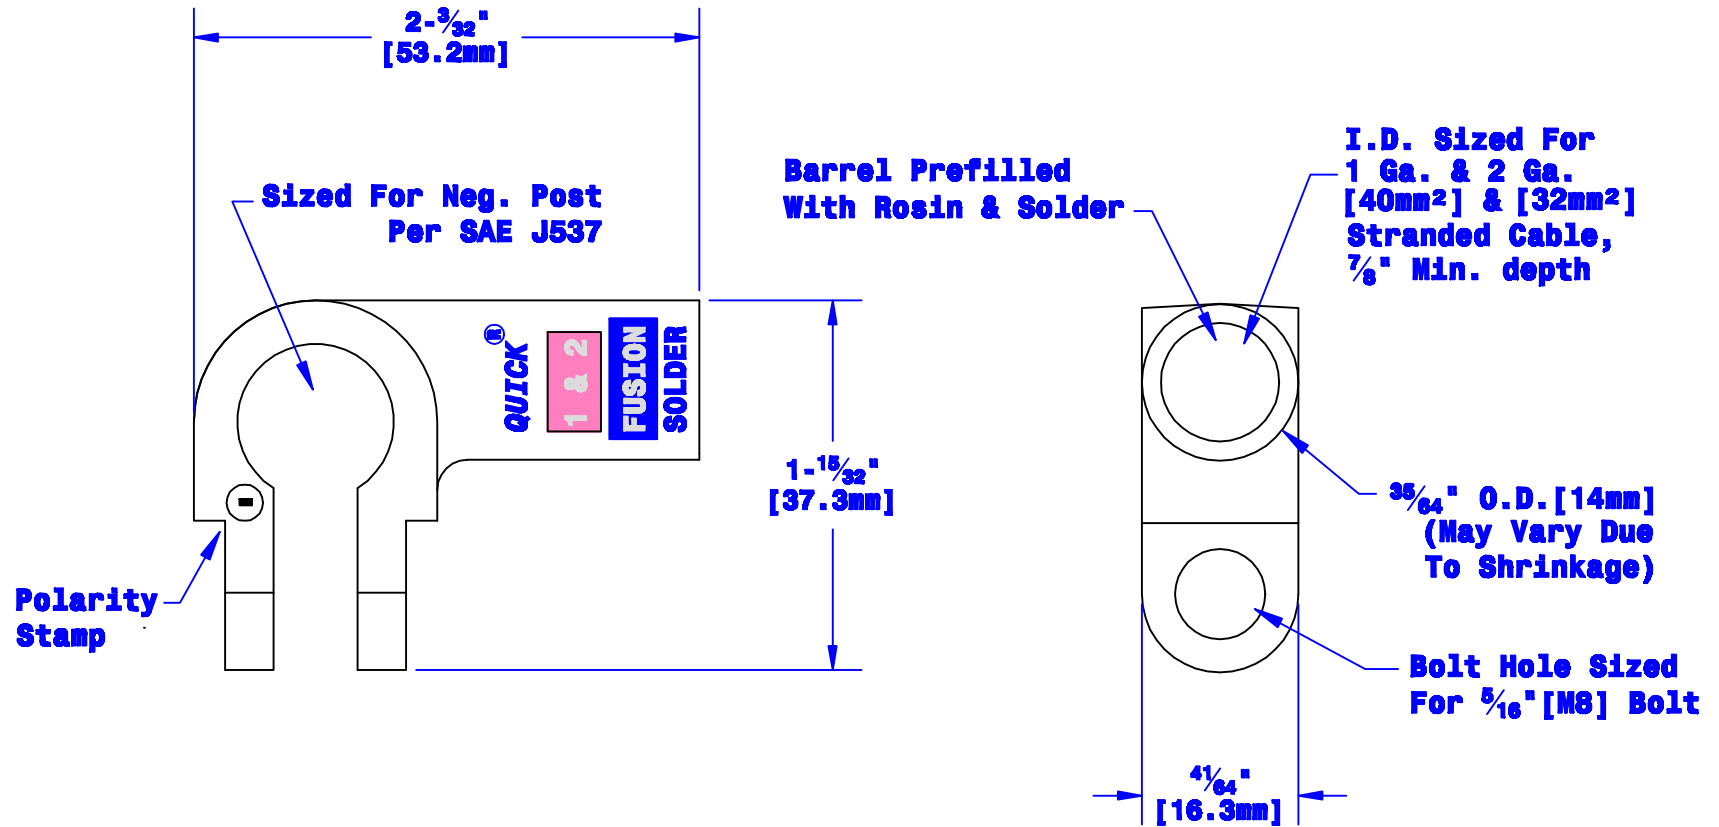 2-3⁄32"
[53.2mm]
Sized For Neg. Post
Per SAE J537
Barrel Prefilled
With Rosin & Solder
I.D. Sized For
1 Ga. & 2 Ga.
[40mm²] & [32mm²]
Stranded Cable,
7⁄8" Min. depth
QUICK®
1 & 2
FUSION
SOLDER
1-15⁄32"
[37.3mm]
35⁄64" O.D.[14mm]
(May Vary Due
To Shrinkage)
Polarity
Stamp
-
Bolt Hole Sized
For 5⁄16"[M8] Bolt
41⁄64"
[16.3mm]